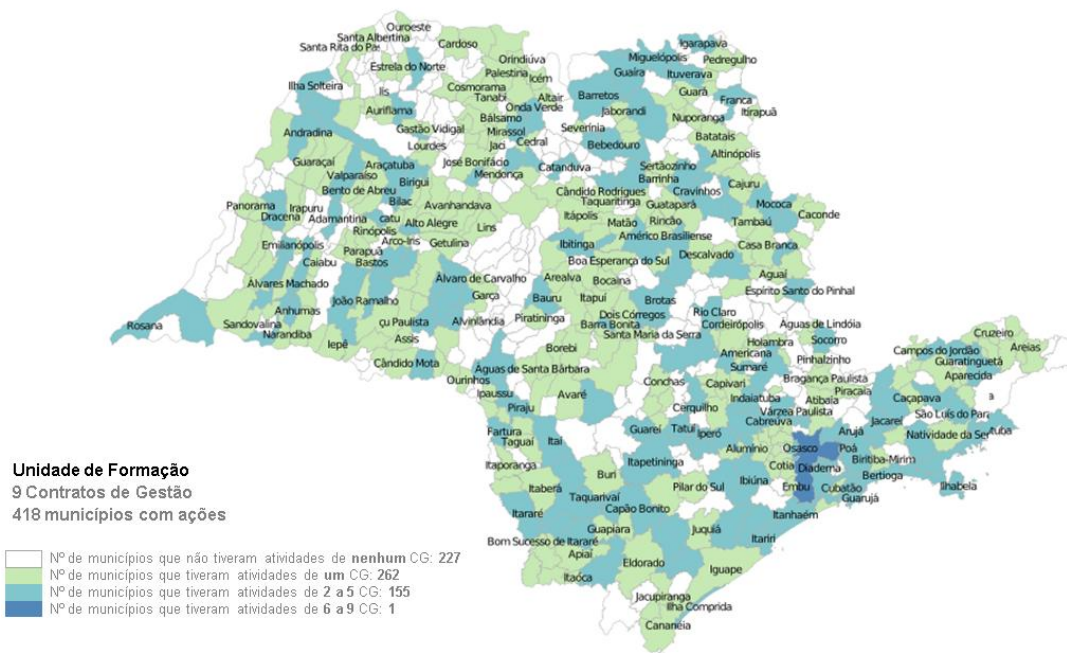 Ouroeste
Santa Albertina
Cardoso
Santa Rita do Pas
Igarapava
Orindiúva
Miguelópolis
Pedregulho
Estrela do Norte
Palestina
Icém
Guaíra
Ituverava
Ilha Solteira
lis
Cosmorama
Tanabi
Altair
Barretos
Guará
Franca
Onda Verde
Auriflama
Jaborandi
Itirapuã
Bálsamo
Nuporanga
Andradina
Gastão Vidigal
Mirassol
Severínia
Batatais
Lourdes
Jaci
Cedral
Bebedouro
Altinópolis
Guaraçaí
Araçatuba
José Bonifácio
Catanduva
Sertãozinho
Valparaíso
Mendonça
Barrinha
Cajuru
Bento de Abreu
Birigui
Cândido Rodrigues
Cravinhos
Mococa
Panorama
Irapuru
Bilac
Avanhandava
Taquaritinga
Guatapará
Caconde
Dracena
Adamantina
catu
Alto Alegre
Itápolis
Rincão
Tambaú
Rinópolis
Lins
Matão
Américo Brasiliense
Emilianópolis
Arco-Íris
Getulina
Ibitinga
Casa Branca
Parapuã
Descalvado
Caiabu
Bastos
Boa Esperança do Sul
Álvares Machado
Álvaro de Carvalho
Arealva
Bocaina
Aguaí
Garça
Espírito Santo do Pinhal
João Ramalho
Bauru
Itapuí
Brotas
Anhumas
Rio Claro
Rosana
Sandovalina
çu Paulista
Alvinlândia
Piratininga
Dois Córregos
Cordeirópolis
Águas de Lindóia
Narandiba
Barra Bonita
Santa Maria da Serra
Cruzeiro
Iepê
Assis
Holambra
Socorro
Borebi
Americana
Campos do Jordão
Areias
Cândido Mota
Águas de Santa Bárbara
Sumaré
Pinhalzinho
Guaratinguetá
Ourinhos
Conchas
Capivari
Bragança Paulista
Aparecida
Ipaussu
Avaré
Piracaia
Indaiatuba
Atibaia
Caçapava
a
Piraju
Cerquilho
Várzea Paulista
São Luís do Para
Cabreúva
Jacareí
Fartura
Guareí
Tatuí
Iperó
Arujá
Natividade da Ser
tuba
Taguaí
Itaí
Alumínio
Osasco
Poá
Itaporanga
Itapetininga
Cotia
Diadema
Biritiba-Mirim
Buri
Ibiúna
Bertioga
Itaberá
Pilar do Sul
Embu
Cubatão
Ilhabela
Taquarivaí
Guarujá
Itararé
Capão Bonito
Itanhaém
Guapiara
Juquiá
Bom Sucesso de Itararé
Itariri
Apiaí
Eldorado
Itaóca
Iguape
Jacupiranga
Ilha Comprida
Cananéia
Unidade de Formação
9 Contratos de Gestão
418 municípios com ações
Nº de municípios que não tiveram atividades de nenhum CG: 227
Nº de municípios que tiveram atividades de um CG: 262
Nº de municípios que tiveram atividades de 2 a 5 CG: 155
Nº de municípios que tiveram atividades de 6 a 9 CG: 1